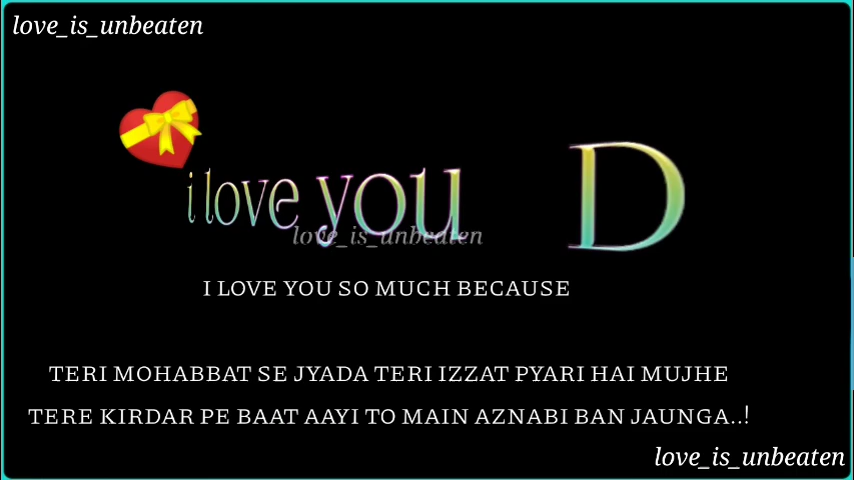 love_is_unbeaten
i love you D
love_is_unbeaten
I LOVE YOU SO MUCH BECAUSE
TERI MOHABBAT SE JYADA TERI IZZAT PYARI HAI MUJHE
TERE KIRDAR PE BAAT AAYI TO MAIN AZNABI BAN JAUNGA..!
love_is_unbeaten